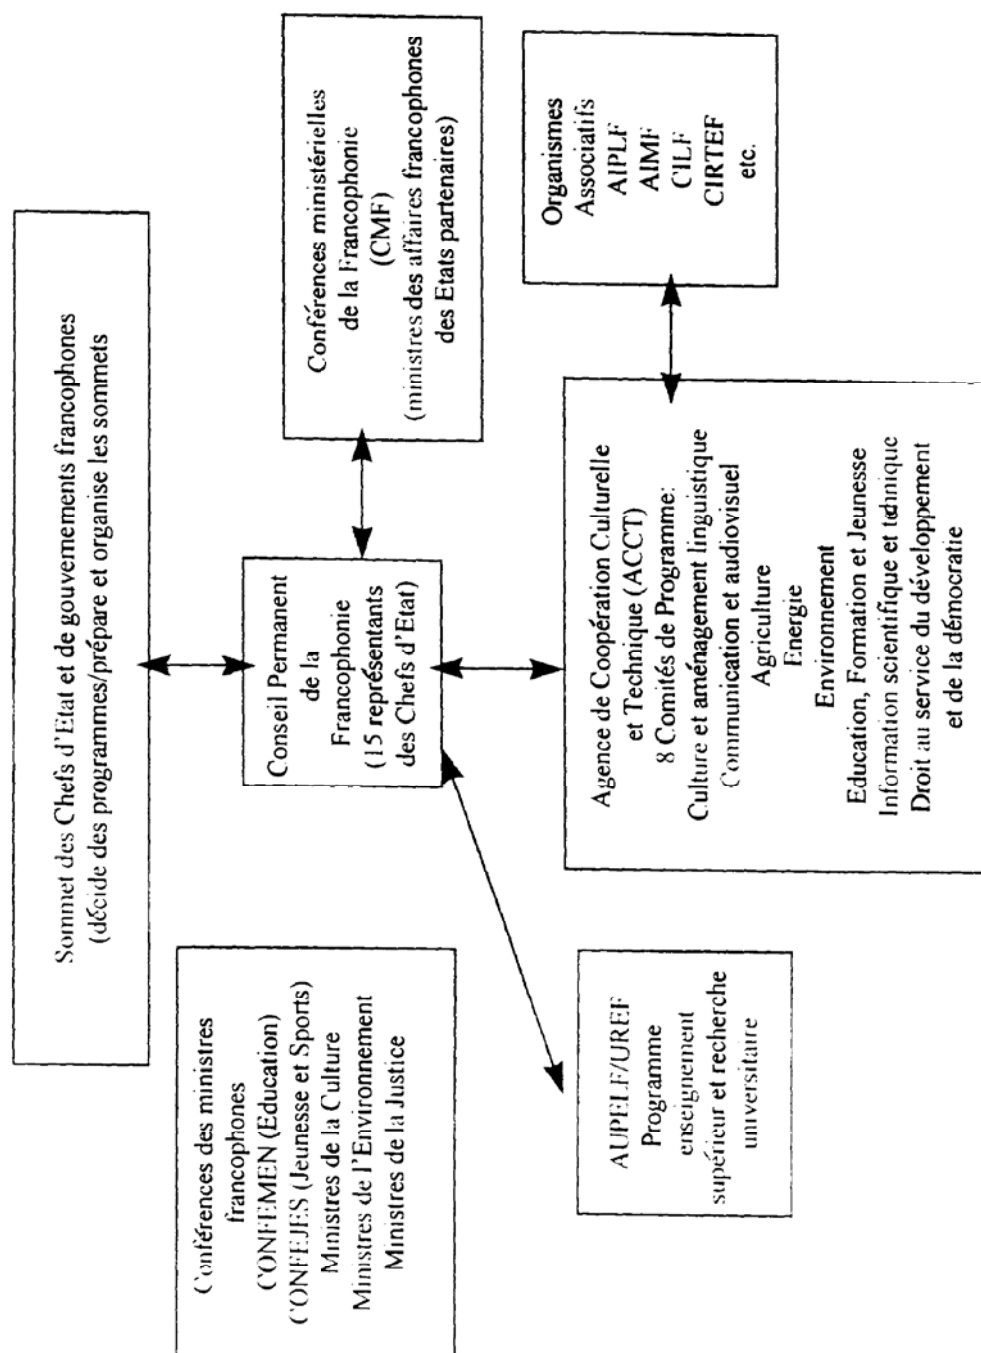 Sommet des Chefs d'Etat et de gouvernements francophones
(décide des programmes/prépare et organise les sommets
Conférences des ministres
francophones
CONFEMEN (Education)
CONFEJES (Jeunesse et Sports)
Ministres de la Culture
Ministres de l'Environnement
Ministres de la Justice
Conseil Permanent
de la
Francophonie
(15 représentants
des Chefs d'Etat)
Conférences ministérielles
de la Francophonie
(CMF)
(ministres des affaires francophones
des Etats partenaires)
AUPELF/UREF
Programme
enseignement
supérieur et recherche
universitaire
Agence de Coopération Culturelle
et Technique (ACCT)
8 Comités de Programme:
Culture et aménagement linguistique
Communication et audiovisuel
Agriculture
Energie
Environnement
Education, Formation et Jeunesse
Information scientifique et technique
Droit au service du développement
et de la démocratie
Organismes
Associatifs
AIPLF
AIMF
CILF
CIRTEF
etc.